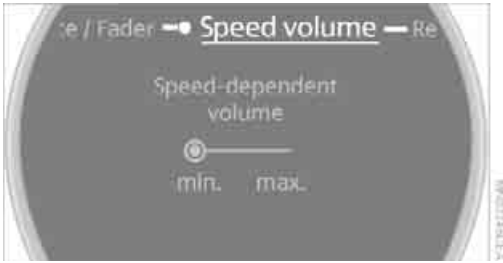 e / Fader Speed volume Re
Speed-dependent
volume
min. max.